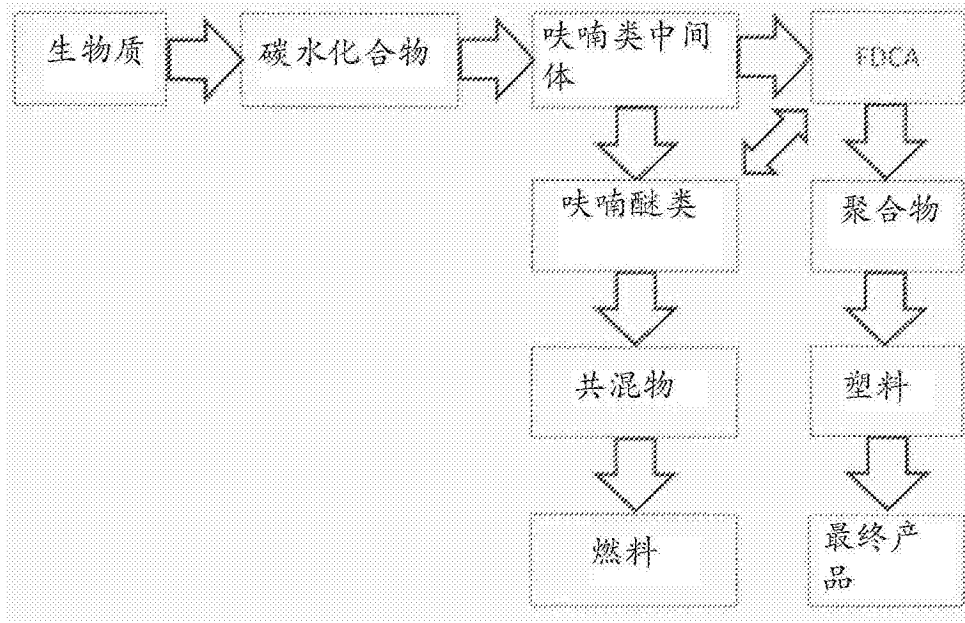 生物质
碳水化合物
呋喃类中间
体
FDCA
呋喃醚类
聚合物
共混物
塑料
燃料
最终产
品